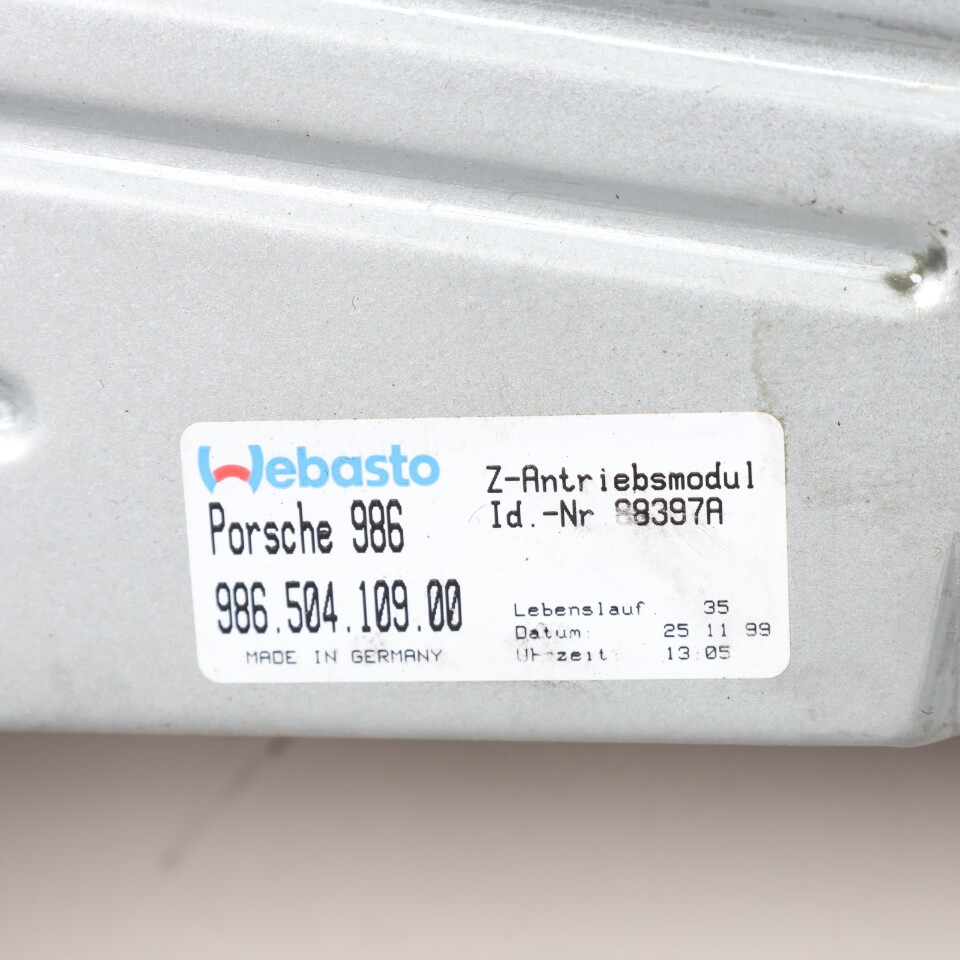 Webasto
Z-Antriebsmodul
Porsche 986
Id.-Nr 88397A
986.504.109.00
Lebenslauf. 35
Datum: 25 11 99
MADE IN GERMANY
Uhrzeit: 13:05